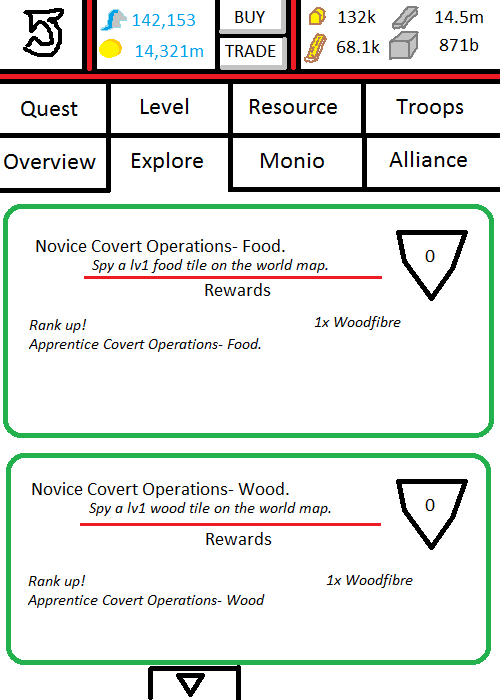 142,153
14,321m
BUY
TRADE
132k
14.5m
68.1k
871b
Quest
Level
Resource
Troops
Overview
Explore
Monio
Alliance
Novice Covert Operations- Food.
Spy a lv1 food tile on the world map.
0
Rewards
Rank up!
1x Woodfibre
Apprentice Covert Operations- Food.
Novice Covert Operations- Wood.
Spy a lv1 wood tile on the world map.
0
Rewards
Rank up!
1x Woodfibre
Apprentice Covert Operations- Wood